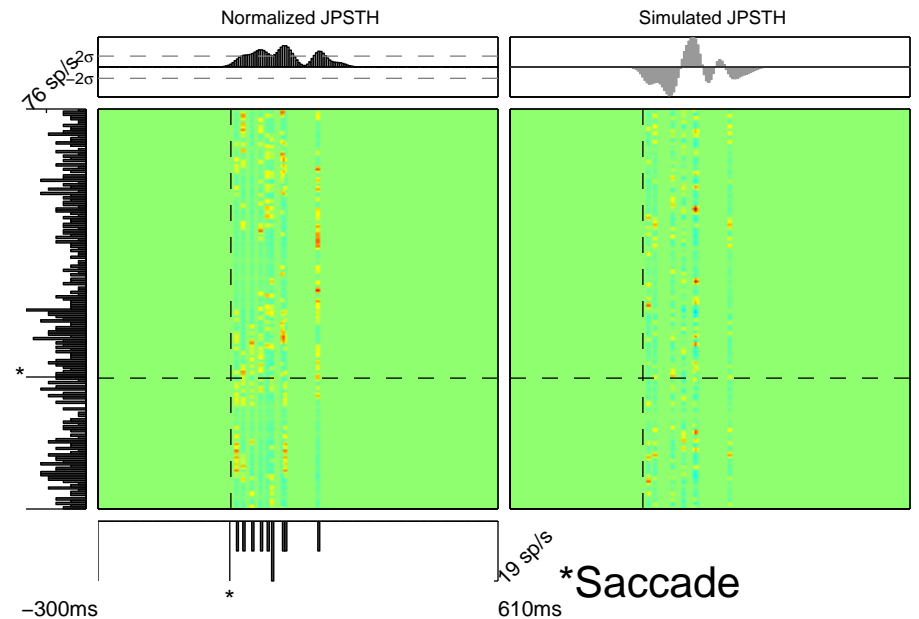 Normalized JPSTH
Simulated JPSTH
2σ
−2σ
76 sp/s
*
19 sp/s
*
*Saccade
−300ms
610ms